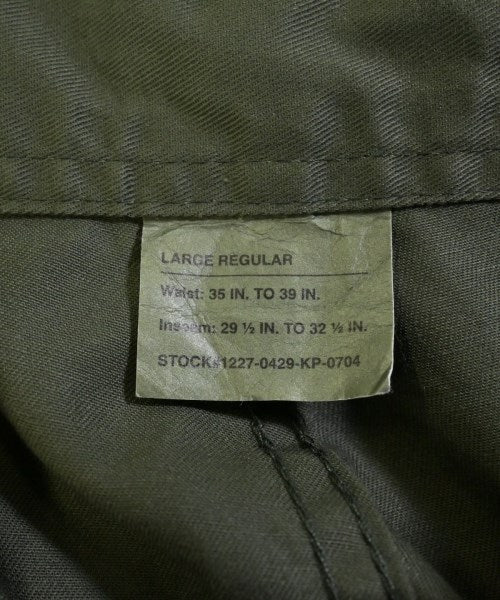 LARGE REGULAR
Waist: 35 IN. TO 39 IN.
Inseam: 29 ½ IN. TO 32 ½ IN.
STOCK#1227-0429-KP-0704